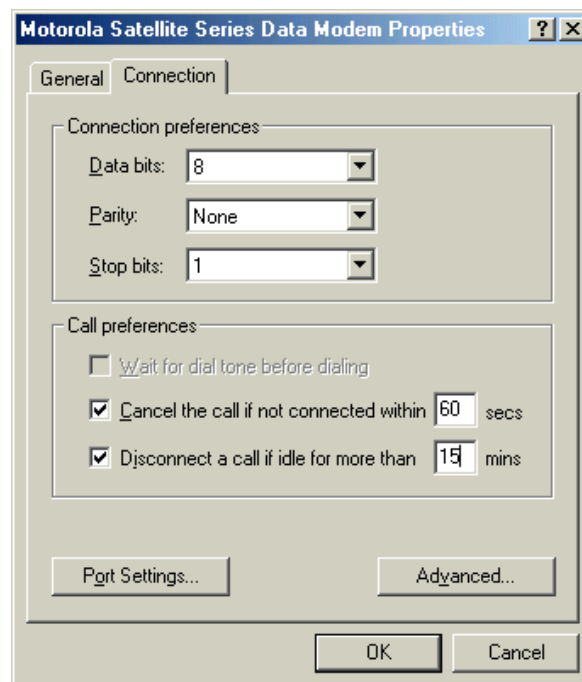 Motorola Satellite Series Data Modem Properties ? X
General Connection
Connection preferences
Data bits: 8
Parity: None
Stop bits: 1
Call preferences
Wait for dial tone before dialing
Cancel the call if not connected within 60 secs
Disconnect a call if idle for more than 15 mins
Port Settings... Advanced...
OK Cancel